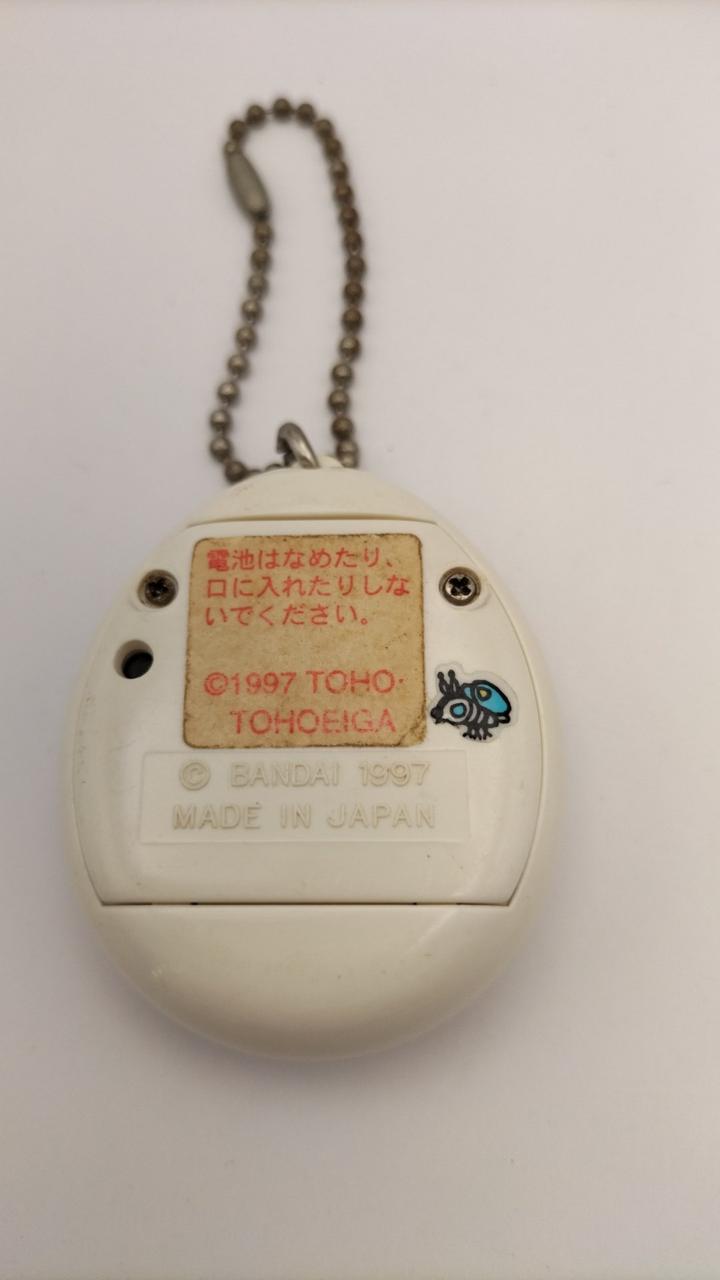 電池はなめたり、
口に入れたりしな
いでください。
©1997 TOHO·
TOHOEIGA
© BANDAI 1997
MADE IN JAPAN